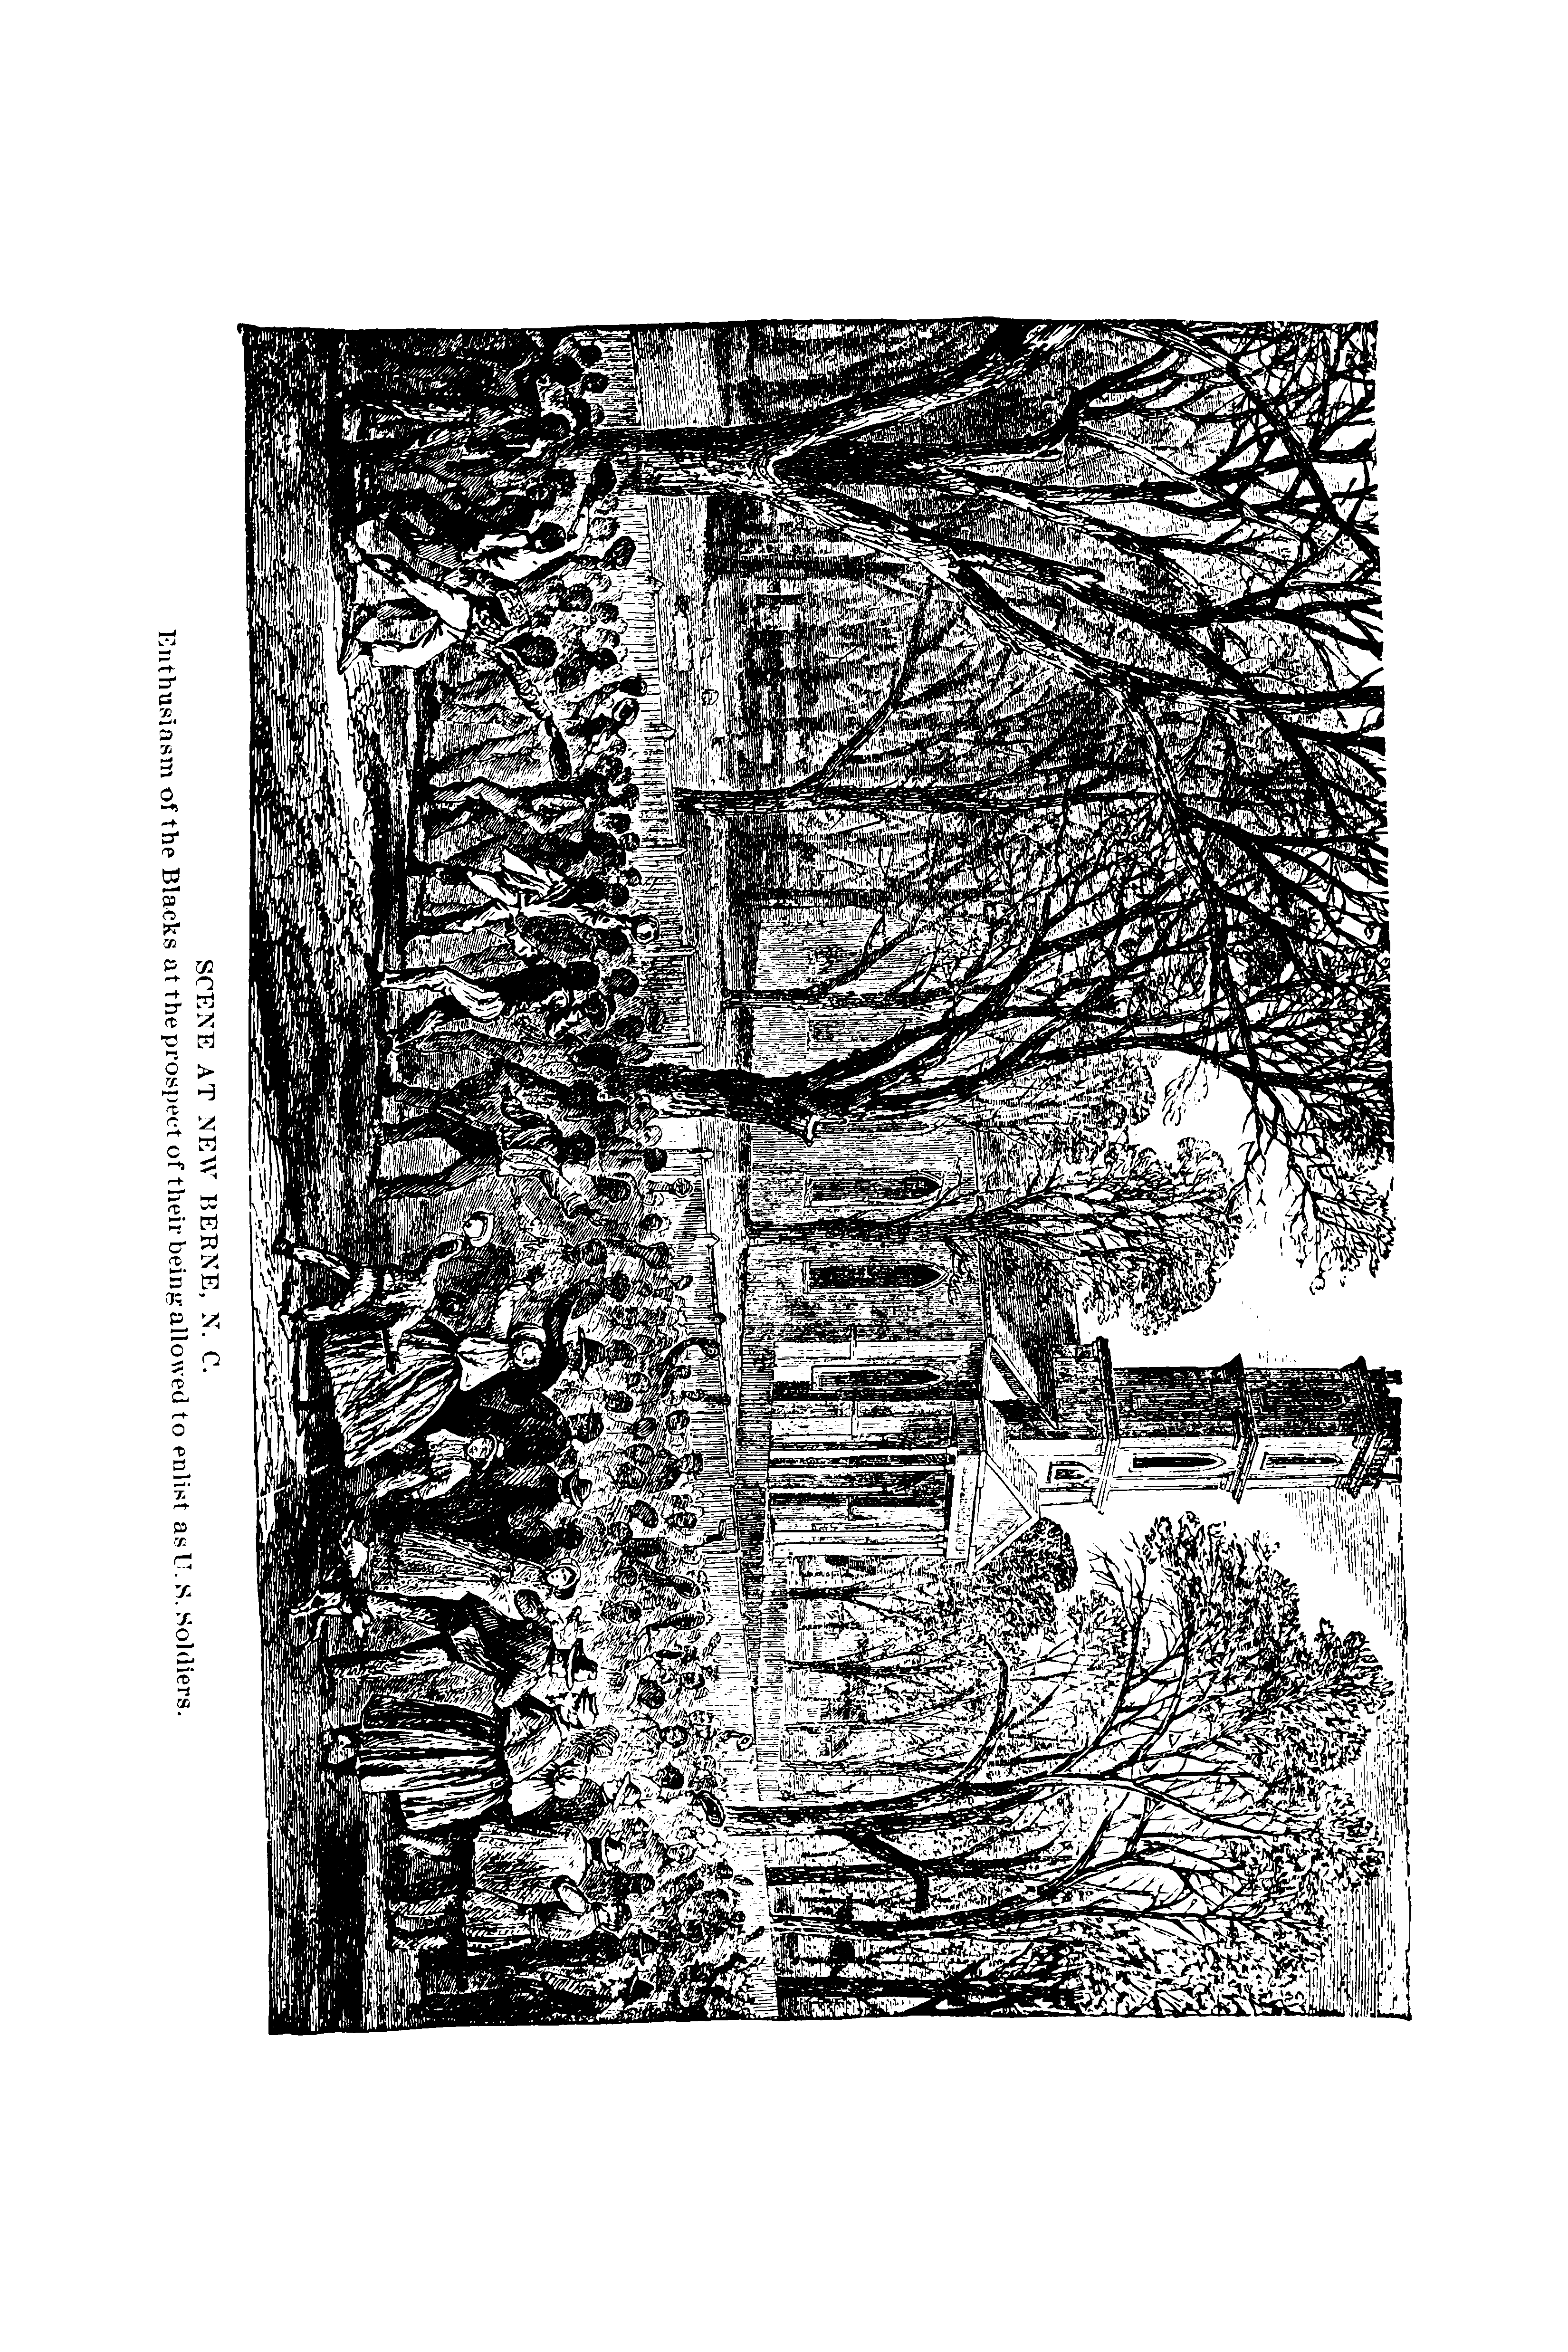 SCENE AT NEW BERNE, N. C.
Enthusiasm of the Blacks at the prospect of their being allowed to enlist as U. S. Soldiers.